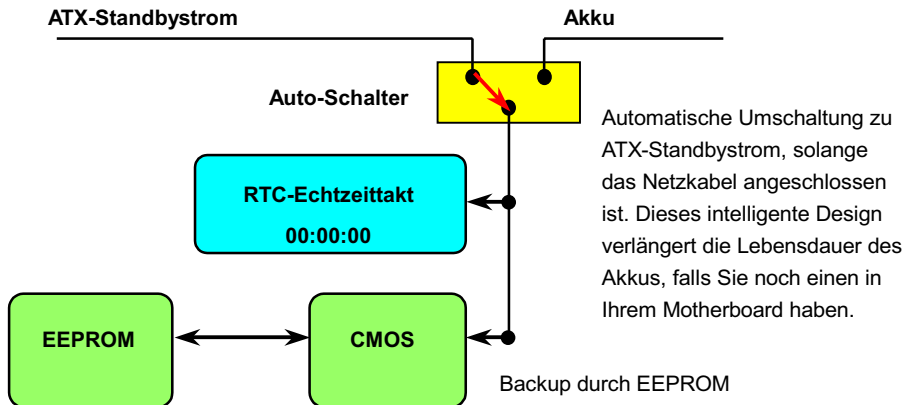 ATX-Standbystrom
Akku
Auto-Schalter
Automatische Umschaltung zu
ATX-Standbystrom, solange
das Netzkabel angeschlossen
ist. Dieses intelligente Design
verlängert die Lebensdauer des
Akkus, falls Sie noch einen in
Ihrem Motherboard haben.
RTC-Echtzeittakt
00:00:00
EEPROM
CMOS
Backup durch EEPROM